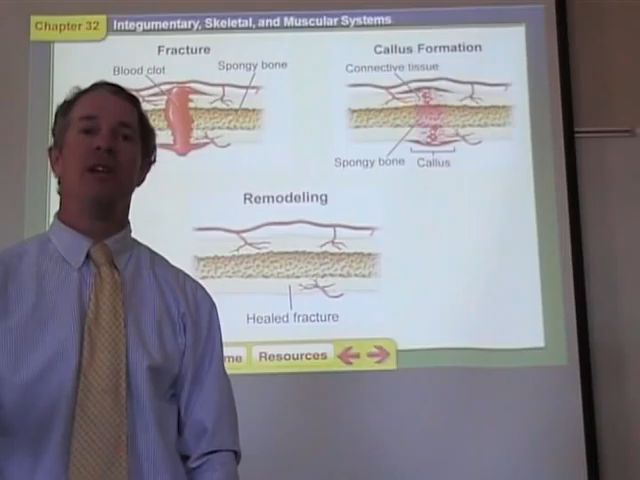 Chapter 32
Integumentary, Skeletal, and Muscular Systems
Fracture
Callus Formation
Blood clot
Spongy bone
Connective tissue
Spongy bone
Callus
Remodeling
Healed fracture
me
Resources